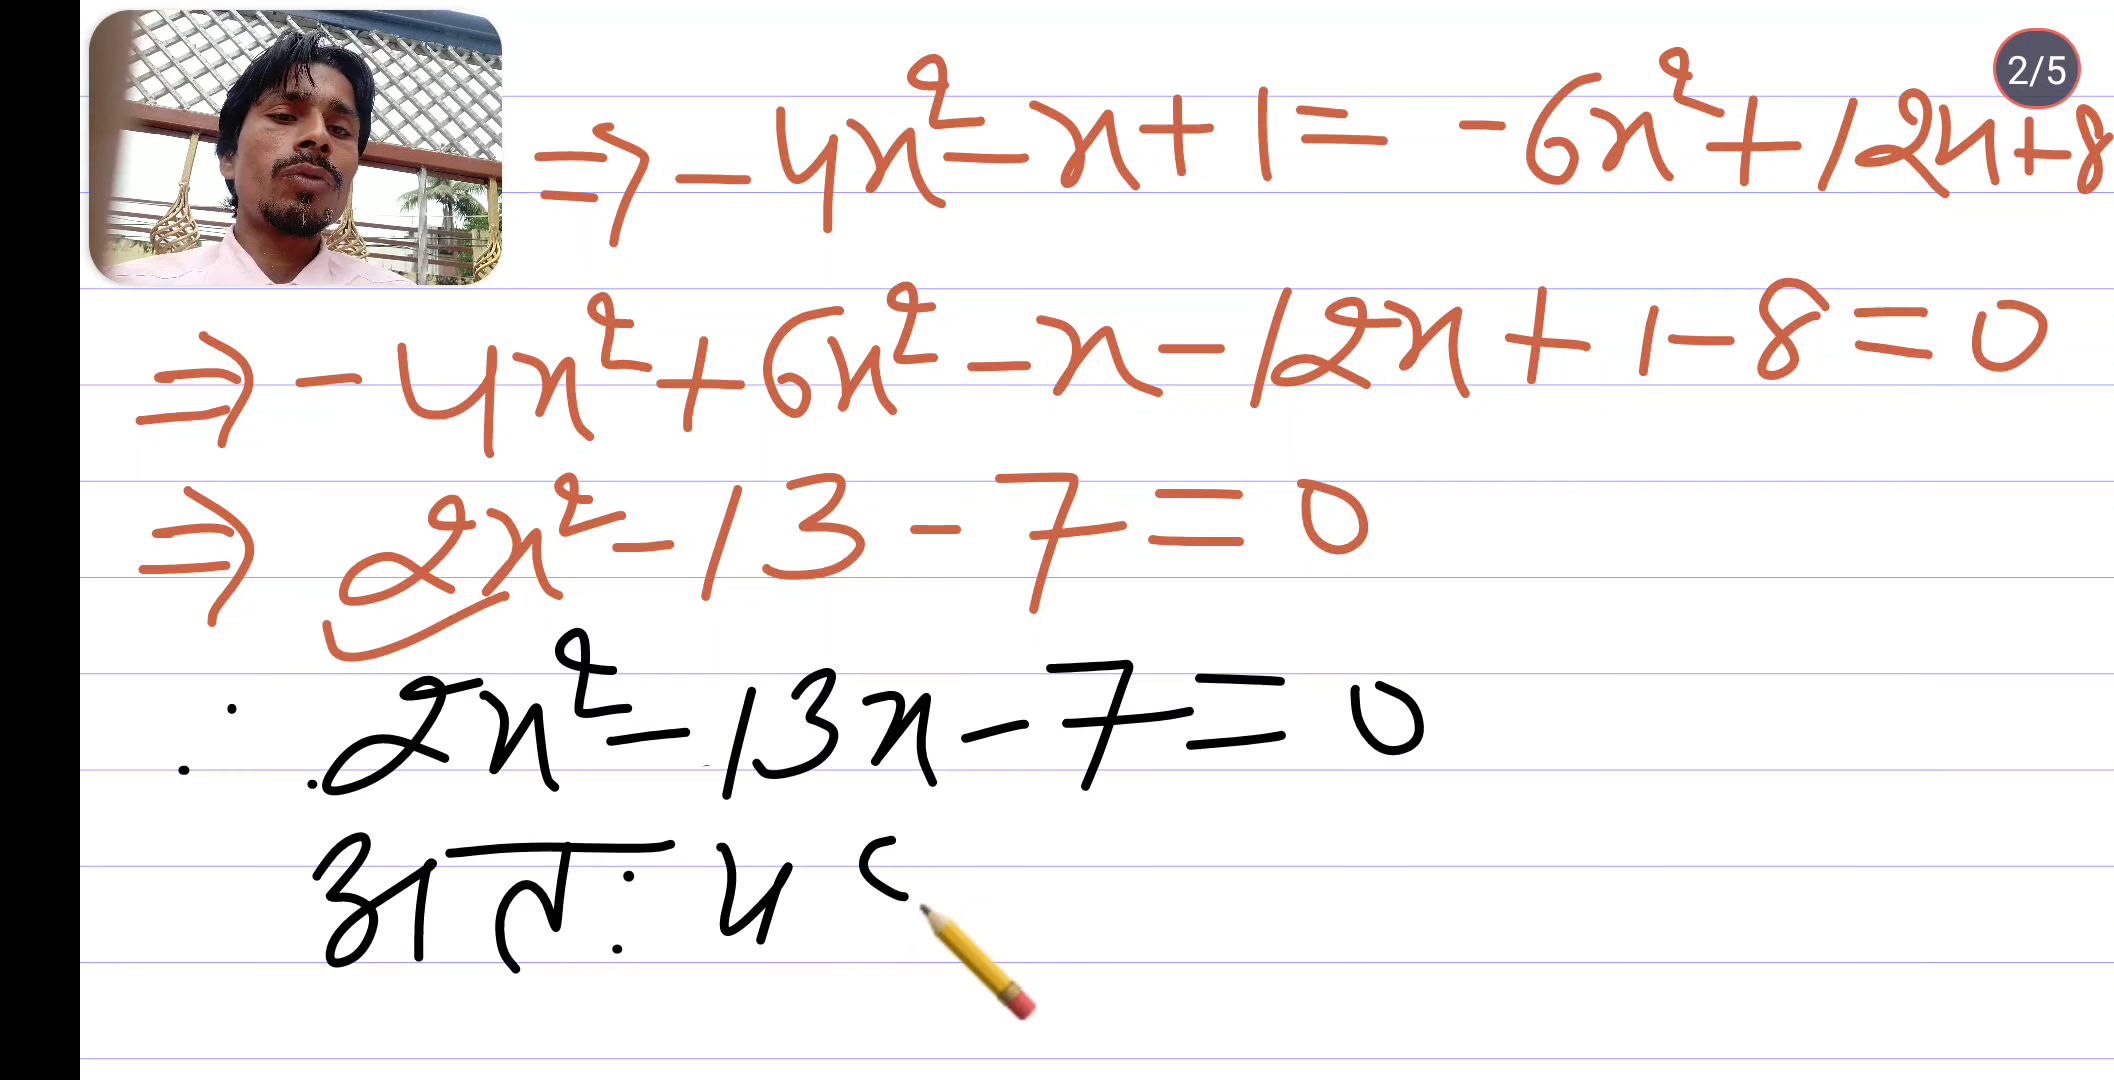 2/5
⇒ -4x² - x + 1 = -6x² + 12x + 8
⇒ -4x² + 6x² - x - 12x + 1 - 8 = 0
⇒ 2x² - 13 - 7 = 0
∴ 2x² - 13x - 7 = 0
अतः